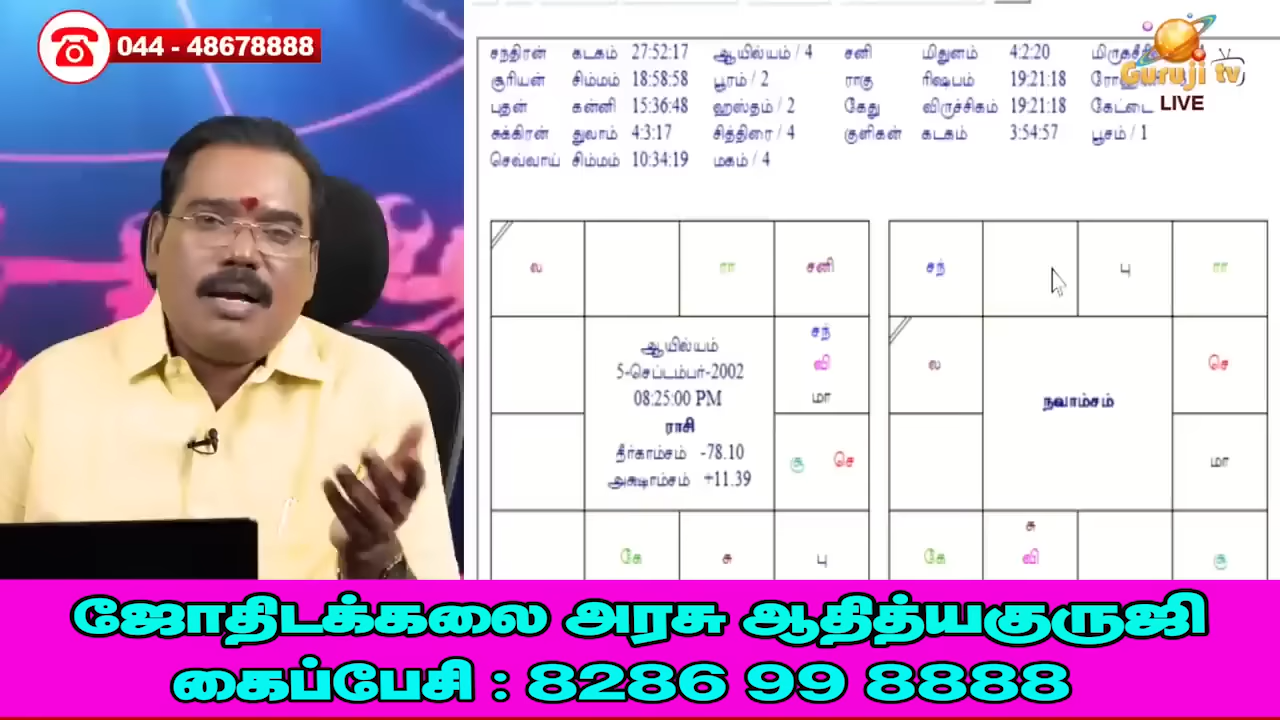 044 - 48678888
Guruji tv
LIVE
சந்திரன் கடகம் 27:52:17 ஆயில்யம் / 4 சனி மிதுனம் 4:2:20
சூரியன் சிம்மம் 18:58:58 பூரம் / 2 ராகு ரிஷபம் 19:21:18
புதன் கன்னி 15:36:48 ஹஸ்தம் / 2 கேது விருச்சிகம் 19:21:18 கேட்டை
சுக்கிரன் துலாம் 4:3:17 சித்திரை / 4 குளிகன் கடகம் 3:54:57 பூசம் / 1
செவ்வாய் சிம்மம் 10:34:19 மகம் / 4
ல ரா சனி
சந்
வி
மா
ஆயில்யம்
5-செப்டம்பர்-2002
08:25:00 PM
ராசி
தீர்காம்சம் -78.10
அசுடிாம்சம் +11.39
சூ செ
கே சு பு
சந் பு ரா
ல செ
நவாம்சம்
மா
சு
கே வி சூ
ஜோதிடக்கலை அரசு ஆதித்யகுருஜி
கைப்பேசி : 8286 99 8888